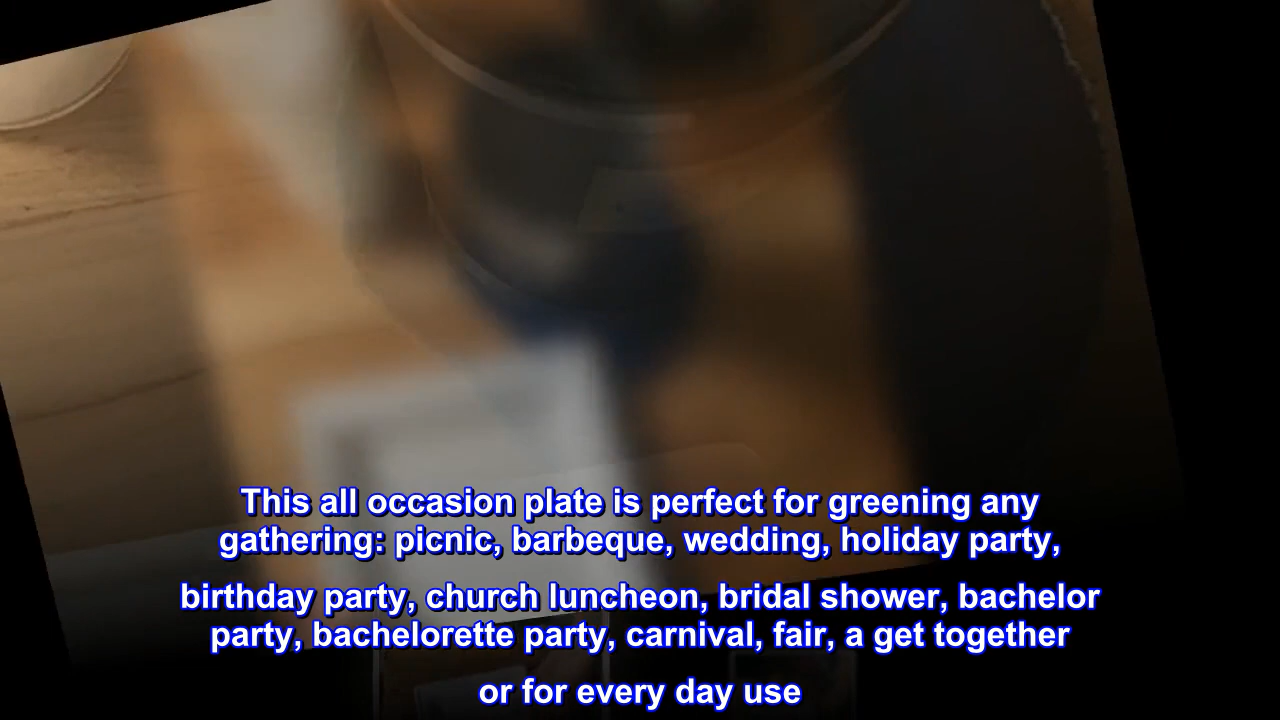 This all occasion plate is perfect for greening any
gathering: picnic, barbeque, wedding, holiday party,
birthday party, church luncheon, bridal shower, bachelor
party, bachelorette party, carnival, fair, a get together
or for every day use